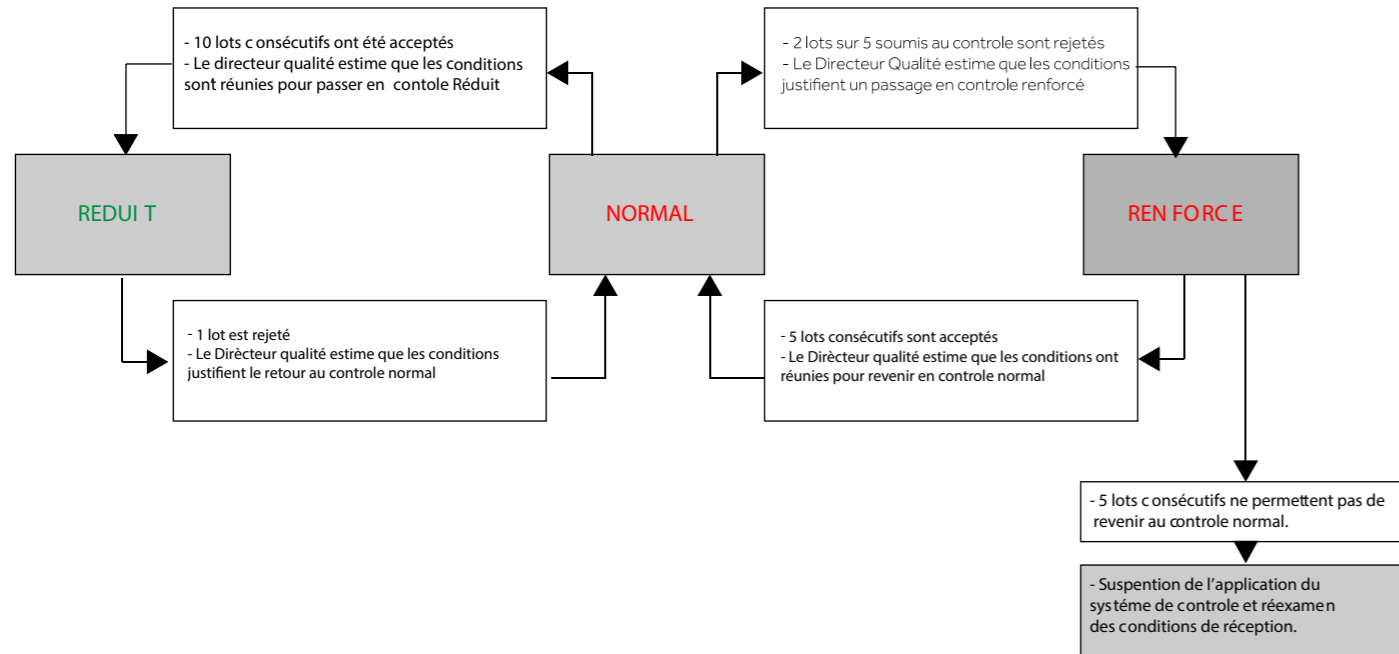 - 10 lots consécutifs ont été acceptés
- Le directeur qualité estime que les conditions
sont réunies pour passer en contole Réduit
- 2 lots sur 5 soumis au controle sont rejetés
- Le Directeur Qualité estime que les conditions
justifient un passage en controle renforcé
REDUIT
NORMAL
RENFORCE
- 1 lot est rejeté
- Le Dirècteur qualité estime que les conditions
justifient le retour au controle normal
- 5 lots consécutifs sont acceptés
- Le Dirècteur qualité estime que les conditions ont
réunies pour revenir en controle normal
- 5 lots consécutifs ne permettent pas de
revenir au controle normal.
- Suspention de l'application du
systéme de controle et réexamen
des conditions de réception.